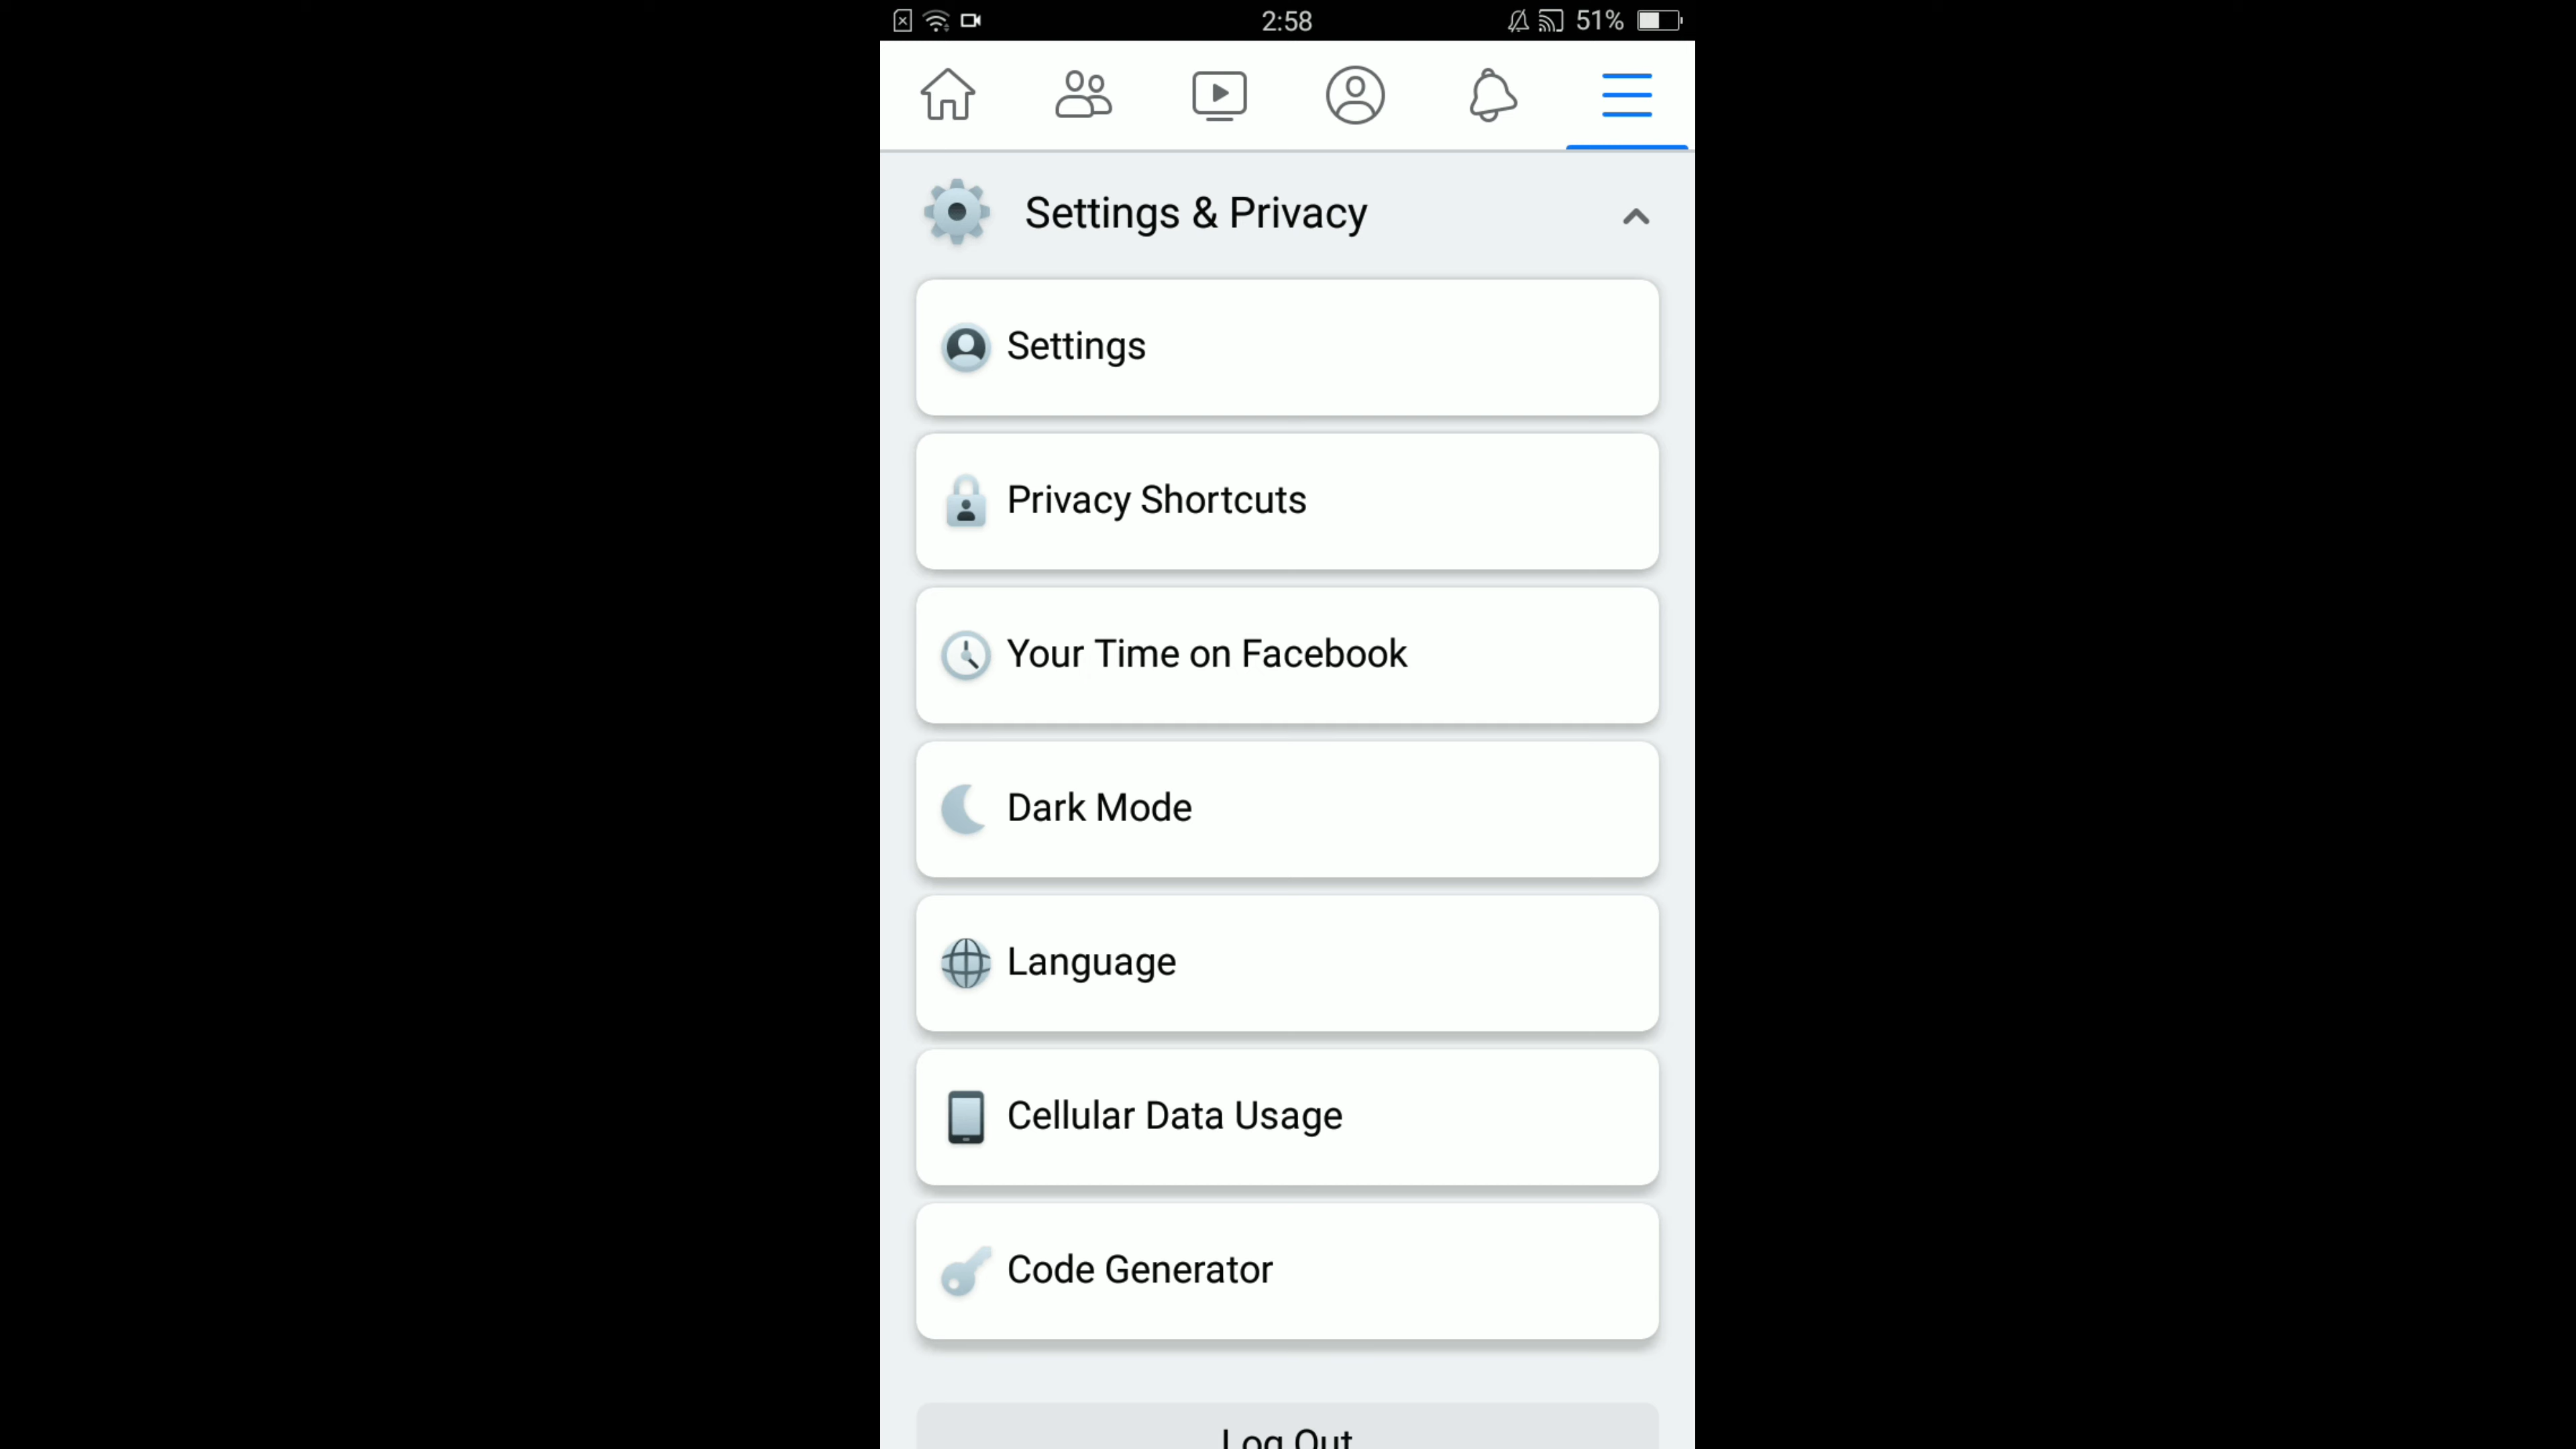 2:58
51%
Settings & Privacy
Settings
Privacy Shortcuts
Your Time on Facebook
Dark Mode
Language
Cellular Data Usage
Code Generator
Log Out